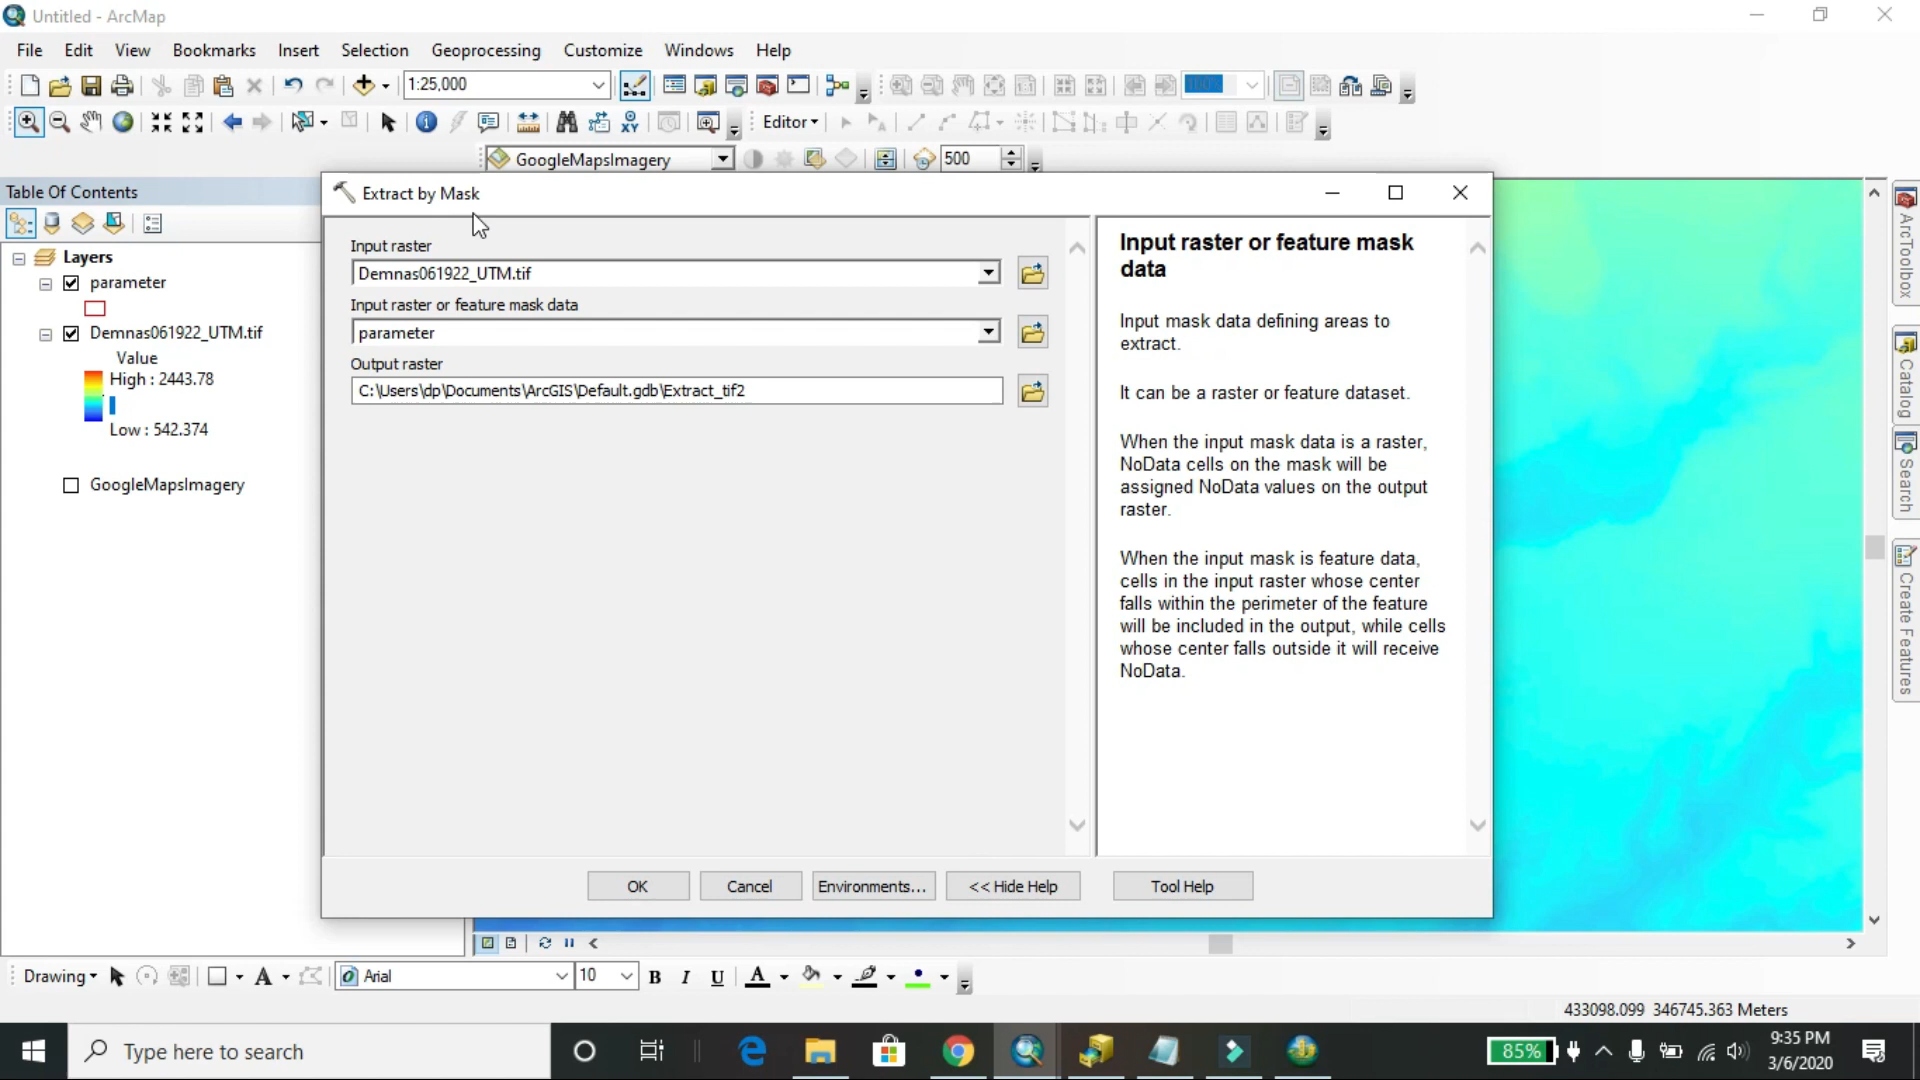 Untitled - ArcMap
File Edit View Bookmarks Insert Selection Geoprocessing Customize Windows Help
1:25,000
100%
Editor
GoogleMapsImagery 500
Table Of Contents
Layers
parameter
Demnas061922_UTM.tif
Value
High : 2443.78
Low : 542.374
GoogleMapsImagery
Extract by Mask
Input raster
Demnas061922_UTM.tif
Input raster or feature mask data
parameter
Output raster
C:\Users\dp\Documents\ArcGIS\Default.gdb\Extract_tif2
OK Cancel Environments... << Hide Help Tool Help
Input raster or feature mask
data
Input mask data defining areas to
extract.
It can be a raster or feature dataset.
When the input mask data is a raster,
NoData cells on the mask will be
assigned NoData values on the output
raster.
When the input mask is feature data,
cells in the input raster whose center
falls within the perimeter of the feature
will be included in the output, while cells
whose center falls outside it will receive
NoData.
ArcToolbox
Catalog
Search
Create Features
Drawing A Arial 10 B I U A
433098.099 346745.363 Meters
Type here to search
85%
9:35 PM
3/6/2020